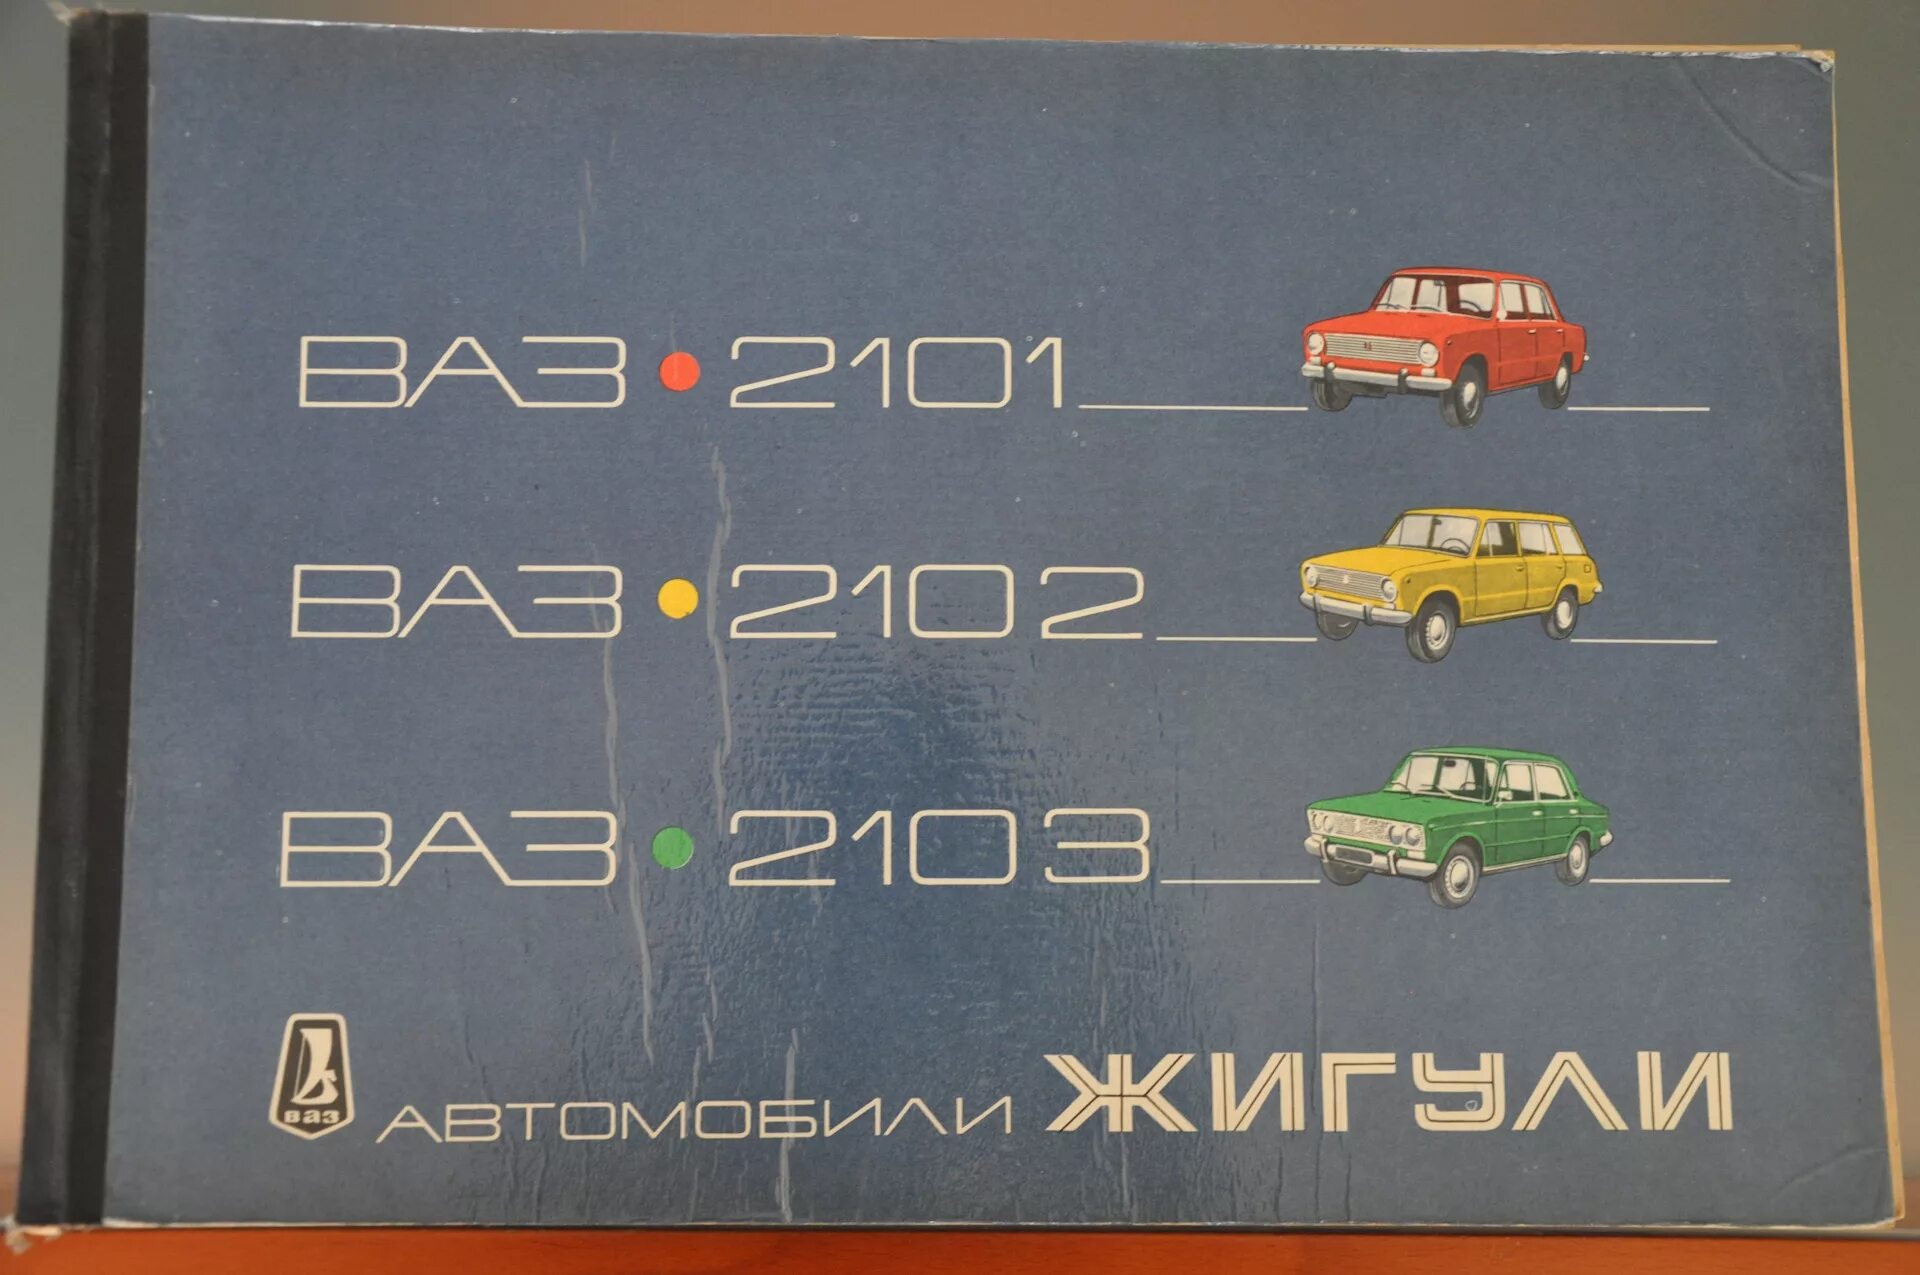 ВАЗ • 2101
ВАЗ • 2102
ВАЗ • 2103
ВАЗ
АВТОМОБИЛИ ЖИГУЛИ